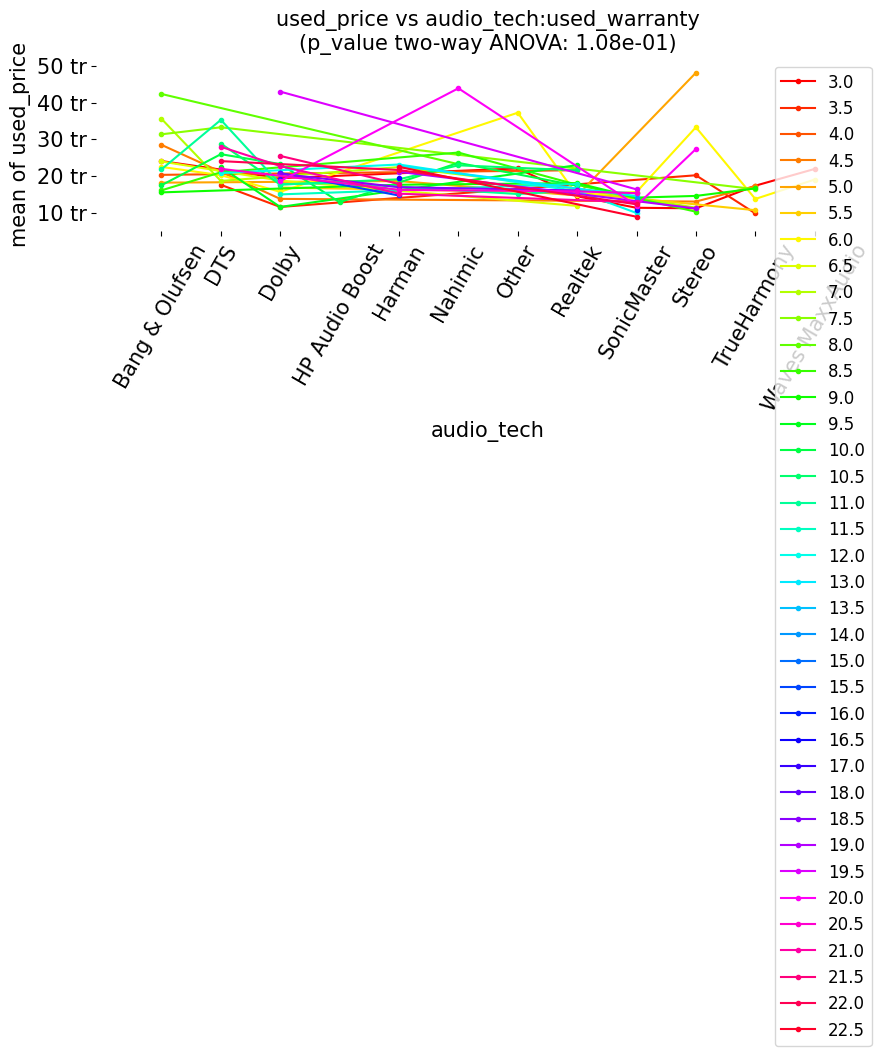 used_price vs audio_tech:used_warranty
(p_value two-way ANOVA: 1.08e-01)
mean of used_price
50 tr
40 tr
30 tr
20 tr
10 tr
Bang & Olufsen
DTS
Dolby
HP Audio Boost
Harman
Nahimic
Other
Realtek
SonicMaster
Stereo
TrueHarmony
Waves MaxxAudio
audio_tech
3.0
3.5
4.0
4.5
5.0
5.5
6.0
6.5
7.0
7.5
8.0
8.5
9.0
9.5
10.0
10.5
11.0
11.5
12.0
13.0
13.5
14.0
15.0
15.5
16.0
16.5
17.0
18.0
18.5
19.0
19.5
20.0
20.5
21.0
21.5
22.0
22.5